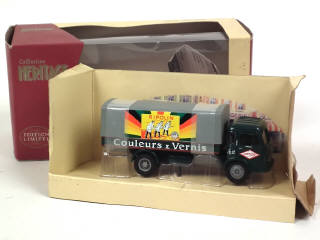 Collection
HERITAGE
EDITION
LIMITEE
RIPOLIN
Couleurs & Vernis